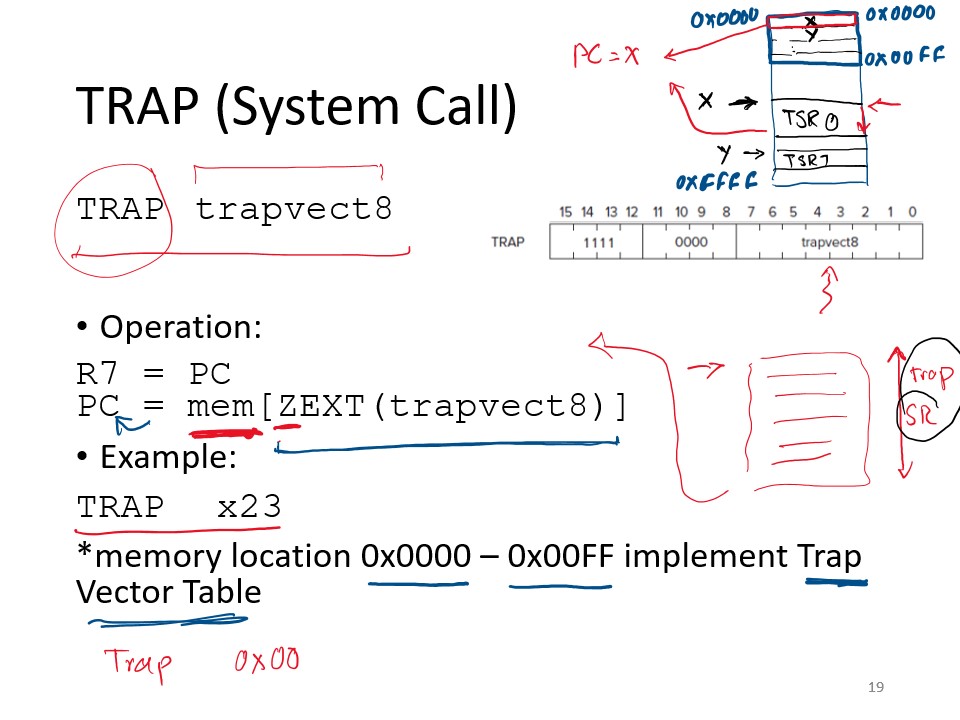 0x0000 X 0x0000
Y
PC = X 0x00FF
TRAP (System Call)
X → TSR 0
Y → TSR 1
0xFFFF
TRAP trapvect8
15 14 13 12 11 10 9 8 7 6 5 4 3 2 1 0
TRAP 1111 0000 trapvect8
• Operation:
R7 = PC
PC = mem[ZEXT(trapvect8)]
trap
SR
• Example:
TRAP x23
*memory location 0x0000 – 0x00FF implement Trap
Vector Table
Trap 0x00
19